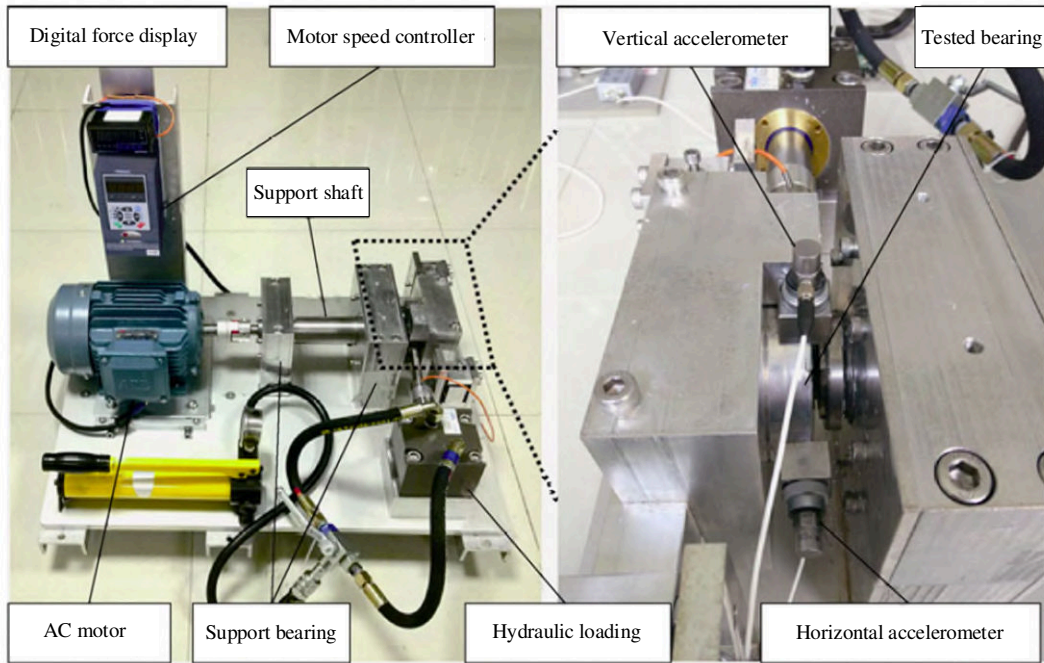 Digital force display
Motor speed controller
Vertical accelerometer
Tested bearing
Support shaft
AC motor
Support bearing
Hydraulic loading
Horizontal accelerometer